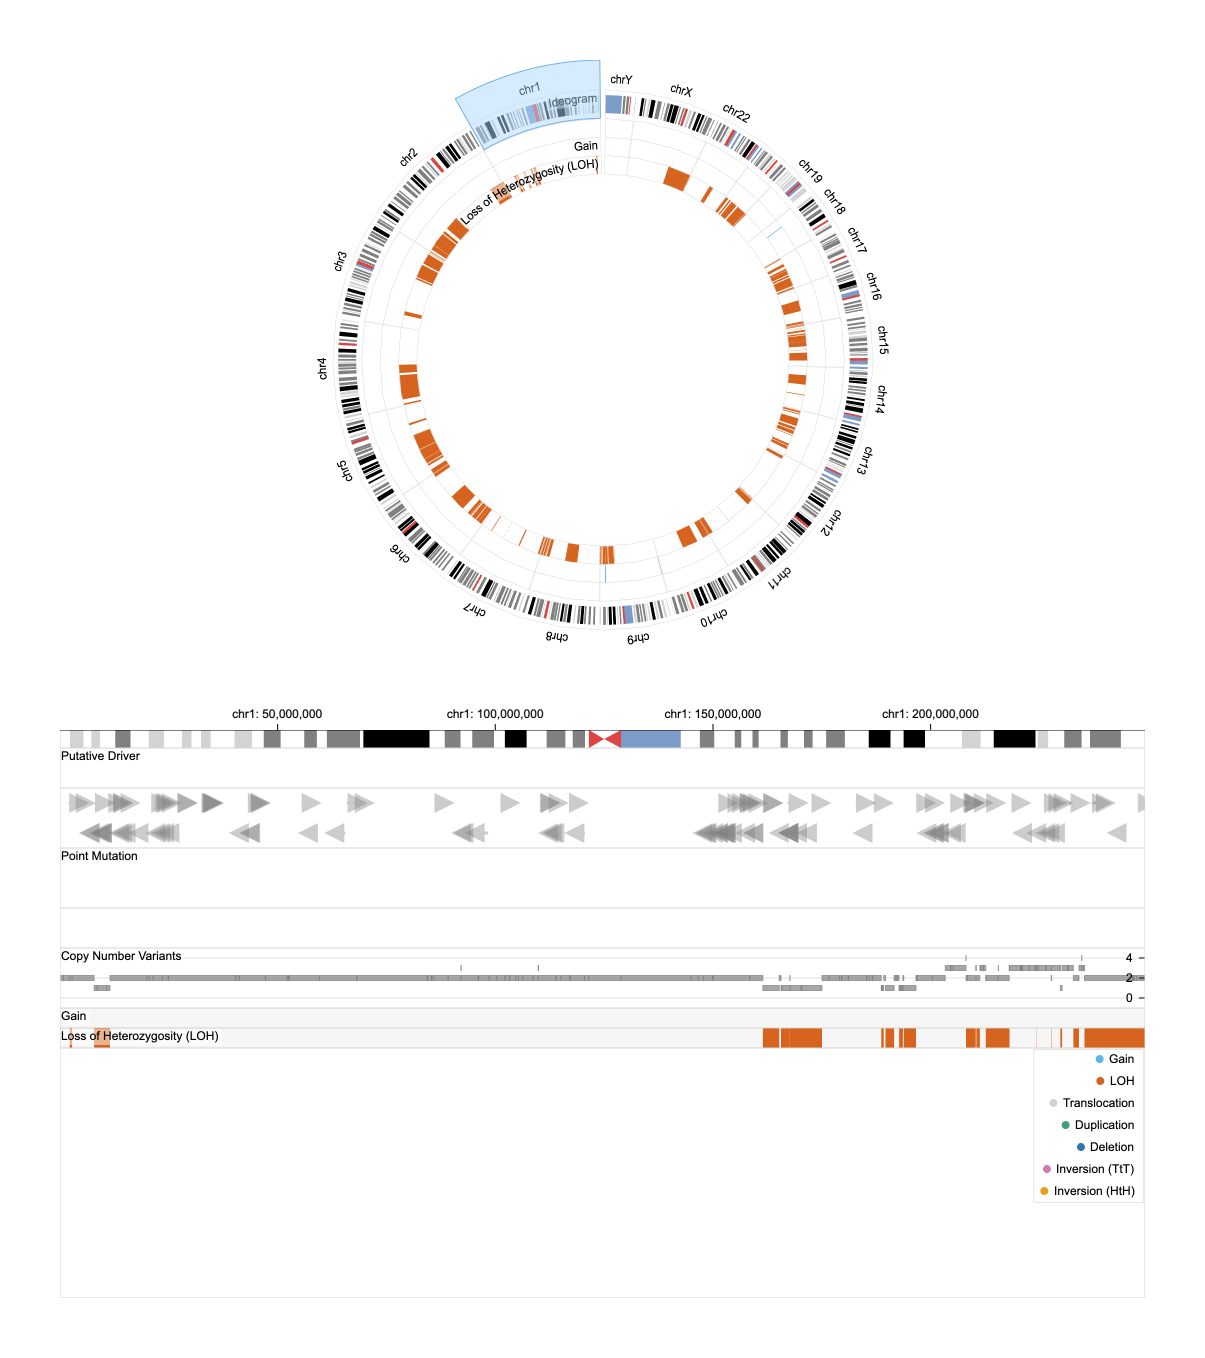 chrY
chrX
chr22
chr19
chr18
chr17
chr16
chr15
chr14
chr13
chr12
chr11
chr10
chr9
chr8
chr7
chr6
chr5
chr4
chr3
chr2
chr1
Ideogram
Gain
Loss of Heterozygosity (LOH)
chr1: 50,000,000 chr1: 100,000,000 chr1: 150,000,000 chr1: 200,000,000
Putative Driver
Point Mutation
Copy Number Variants
4
2
0
Gain
Loss of Heterozygosity (LOH)
Gain
LOH
Translocation
Duplication
Deletion
Inversion (TtT)
Inversion (HtH)